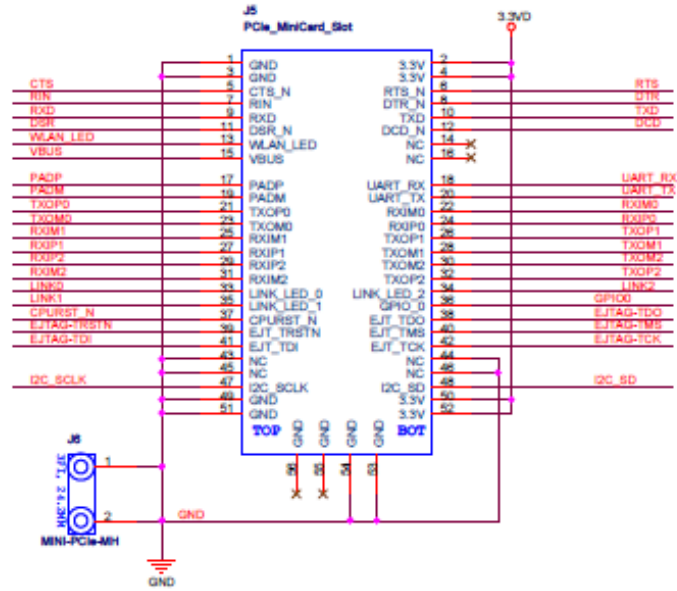 J5
PCIe_MiniCard_Slot
3.3VD
1 GND 3.3V 2
3 GND 3.3V 4
CTS 5 CTS_N RTS_N 6 RTS
RIN 7 RIN DTR_N 8 DTR
RXD 9 RXD TXD 10 TXD
DSR 11 DSR_N DCD_N 12 DCD
WLAN_LED 13 WLAN_LED NC 14
VBUS 15 VBUS NC 16
PADP 17 PADP UART_RX 18 UART_RX
PADM 19 PADM UART_TX 20 UART_TX
TXOP0 21 TXOP0 RXIM0 22 RXIM0
TXOM0 23 TXOM0 RXIP0 24 RXIP0
RXIM1 25 RXIM1 TXOP1 26 TXOP1
RXIP1 27 RXIP1 TXOM1 28 TXOM1
RXIP2 29 RXIP2 TXOM2 30 TXOM2
RXIM2 31 RXIM2 TXOP2 32 TXOP2
LINK0 33 LINK_LED_0 LINK_LED_2 34 LINK2
LINK1 35 LINK_LED_1 GPIO_0 36 GPIO0
CPURST_N 37 CPURST_N EJT_TDO 38 EJTAG-TDO
EJTAG-TRSTN 39 EJT_TRSTN EJT_TMS 40 EJTAG-TMS
EJTAG-TDI 41 EJT_TDI EJT_TCK 42 EJTAG-TCK
43 NC NC 44
45 NC NC 46
I2C_SCLK 47 I2C_SCLK I2C_SD 48 I2C_SD
49 GND 3.3V 50
51 GND 3.3V 52
TOP GND GND GND GND BOT
56 55 54 53
J6
1
2
GND
MINI-PCIe-MH
GND